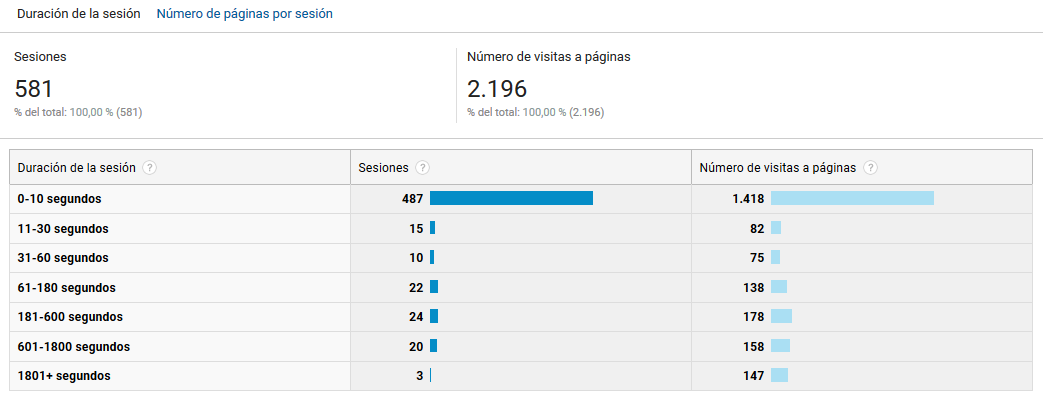 Duración de la sesión Número de páginas por sesión
Sesiones Número de visitas a páginas
581 2.196
% del total: 100,00 % (581) % del total: 100,00 % (2.196)
Duración de la sesión ? Sesiones ? Número de visitas a páginas ?
0-10 segundos 487 1.418
11-30 segundos 15 82
31-60 segundos 10 75
61-180 segundos 22 138
181-600 segundos 24 178
601-1800 segundos 20 158
1801+ segundos 3 147